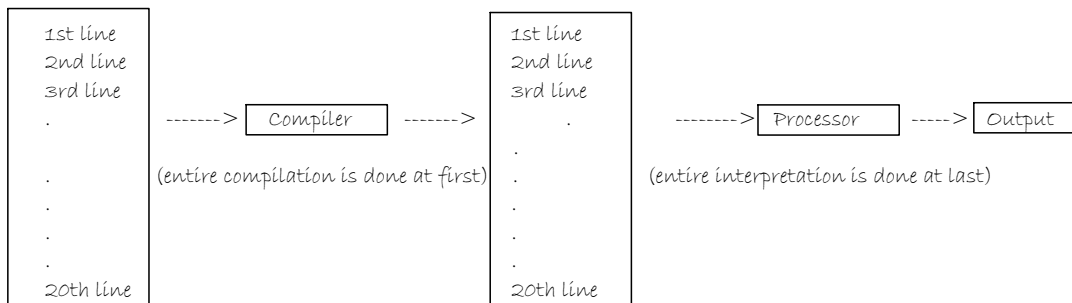 1st line
2nd line
3rd line
.
.
.
.
.
20th line
-------> Compiler ------->
(entire compilation is done at first)
1st line
2nd line
3rd line
.
.
.
.
.
.
20th line
-------> Processor -----> Output
(entire interpretation is done at last)